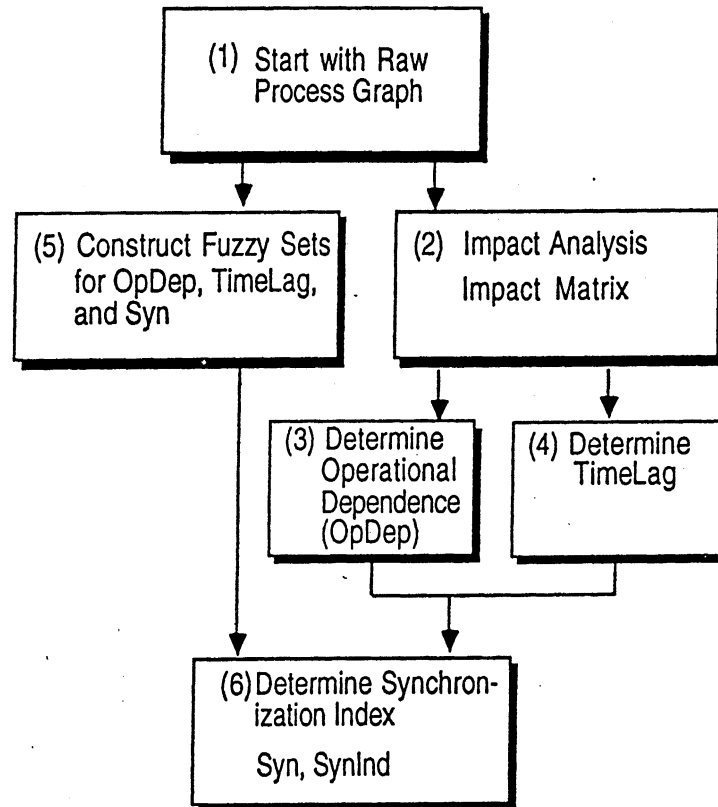 (1) Start with Raw
Process Graph
(5) Construct Fuzzy Sets
for OpDep, TimeLag,
and Syn
(2) Impact Analysis
Impact Matrix
(3) Determine
Operational
Dependence
(OpDep)
(4) Determine
TimeLag
(6)Determine Synchron-
ization Index
Syn, SynInd